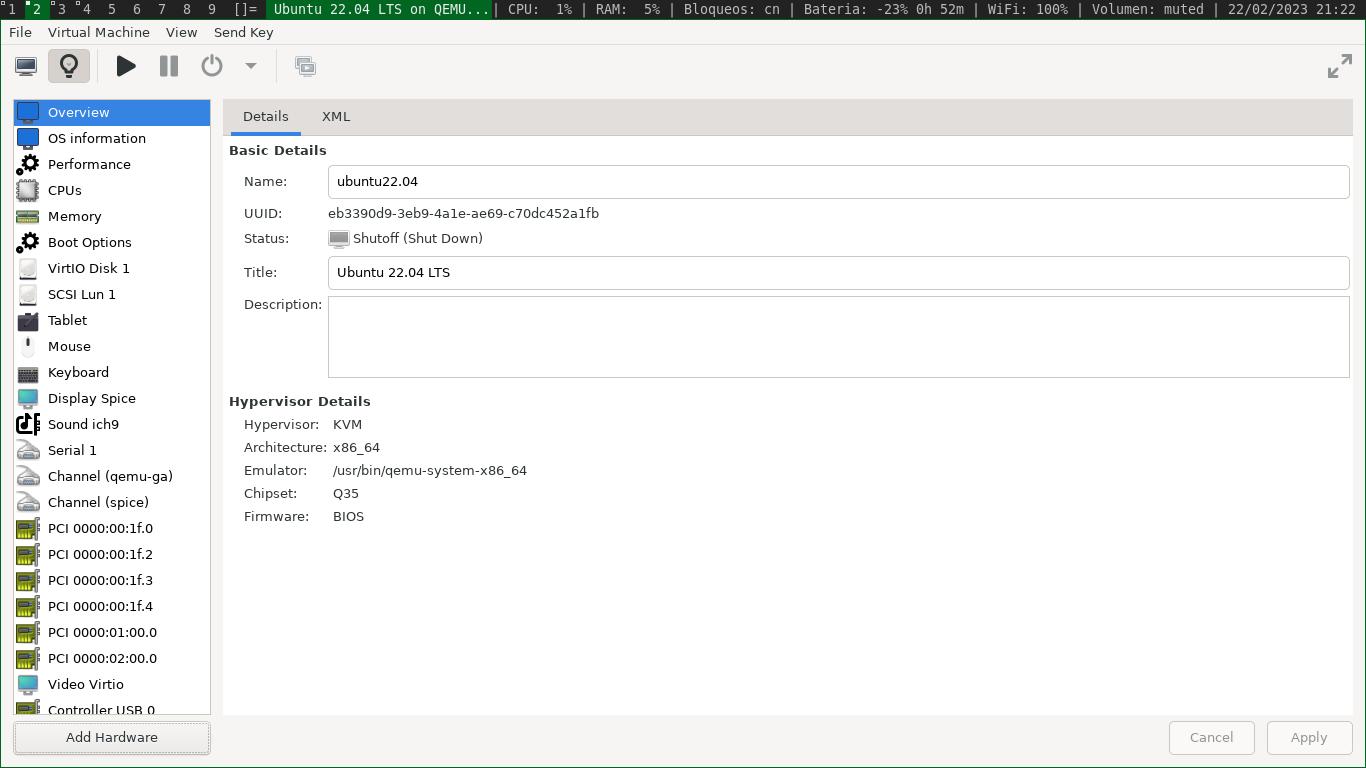 1 2 3 4 5 6 7 8 9 []= Ubuntu 22.04 LTS on QEMU... | CPU: 1% | RAM: 5% | Bloqueos: cn | Bateria: -23% 0h 52m | WiFi: 100% | Volumen: muted | 22/02/2023 21:22
File Virtual Machine View Send Key
Overview
OS information
Performance
CPUs
Memory
Boot Options
VirtIO Disk 1
SCSI Lun 1
Tablet
Mouse
Keyboard
Display Spice
Sound ich9
Serial 1
Channel (qemu-ga)
Channel (spice)
PCI 0000:00:1f.0
PCI 0000:00:1f.2
PCI 0000:00:1f.3
PCI 0000:00:1f.4
PCI 0000:01:00.0
PCI 0000:02:00.0
Video Virtio
Controller USB 0
Add Hardware
Details XML
Basic Details
Name: ubuntu22.04
UUID: eb3390d9-3eb9-4a1e-ae69-c70dc452a1fb
Status: Shutoff (Shut Down)
Title: Ubuntu 22.04 LTS
Description:
Hypervisor Details
Hypervisor: KVM
Architecture: x86_64
Emulator: /usr/bin/qemu-system-x86_64
Chipset: Q35
Firmware: BIOS
Cancel Apply